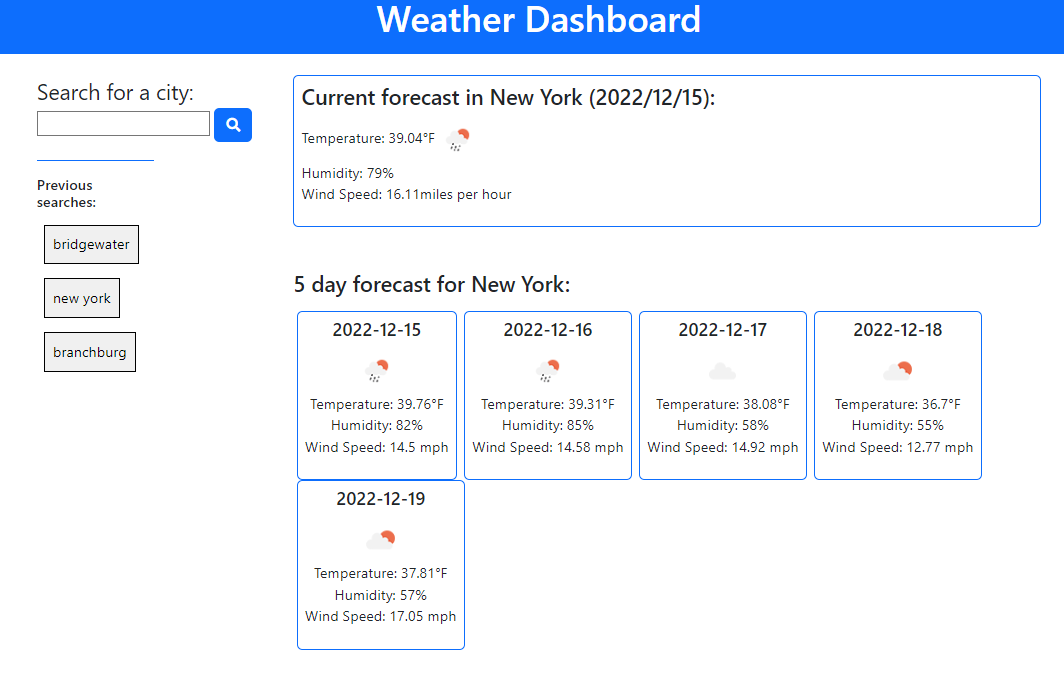 Weather Dashboard
Search for a city:
Previous
searches:
bridgewater
new york
branchburg
Current forecast in New York (2022/12/15):
Temperature: 39.04°F
Humidity: 79%
Wind Speed: 16.11miles per hour
5 day forecast for New York:
2022-12-15
Temperature: 39.76°F
Humidity: 82%
Wind Speed: 14.5 mph
2022-12-16
Temperature: 39.31°F
Humidity: 85%
Wind Speed: 14.58 mph
2022-12-17
Temperature: 38.08°F
Humidity: 58%
Wind Speed: 14.92 mph
2022-12-18
Temperature: 36.7°F
Humidity: 55%
Wind Speed: 12.77 mph
2022-12-19
Temperature: 37.81°F
Humidity: 57%
Wind Speed: 17.05 mph